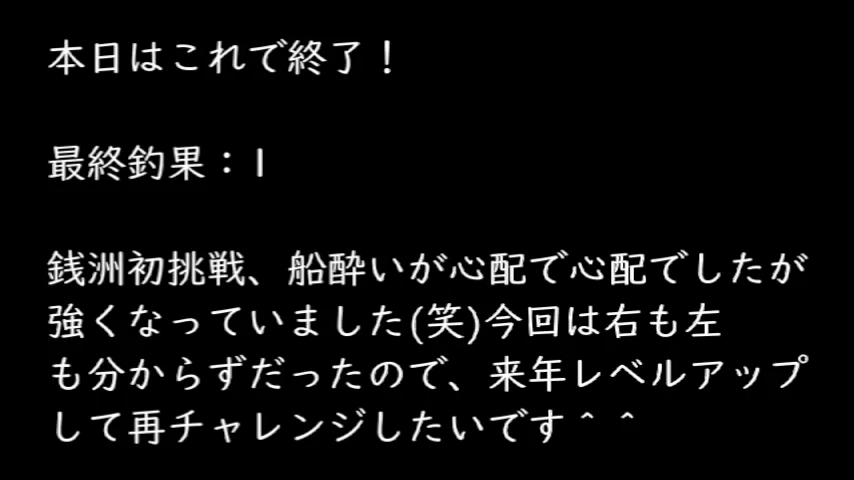 本日はこれで終了！
最終釣果：1
銭洲初挑戦、船酔いが心配で心配でしたが
強くなっていました(笑)今回は右も左
も分からずだったので、来年レベルアップ
して再チャレンジしたいです＾＾